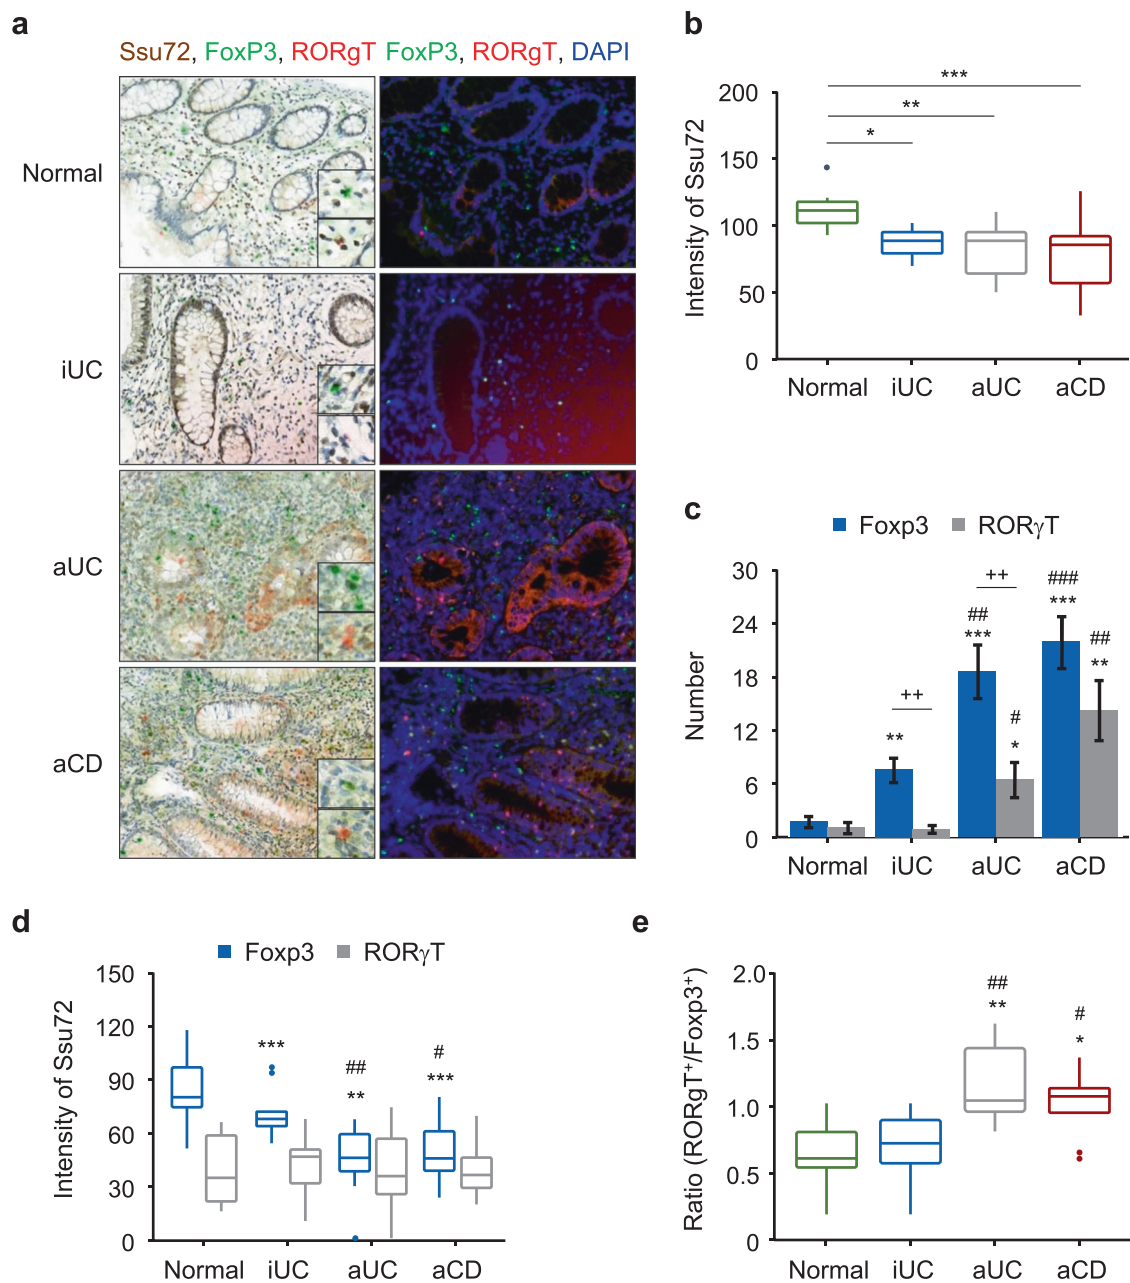 a
Ssu72, FoxP3, RORgT FoxP3, RORgT, DAPI
Normal
iUC
aUC
aCD
b
Intensity of Ssu72
200
150
100
50
0
***
**
*
Normal iUC aUC aCD
c
Foxp3 RORγT
Number
30
24
18
12
6
0
**
++
##
***
++
#
*
###
***
##
**
Normal iUC aUC aCD
d
Foxp3 RORγT
Intensity of Ssu72
150
120
90
60
30
0
***
##
**
#
***
Normal iUC aUC aCD
e
Ratio (RORgT+/Foxp3+)
2.0
1.5
1.0
0.5
0
##
**
#
*
Normal iUC aUC aCD